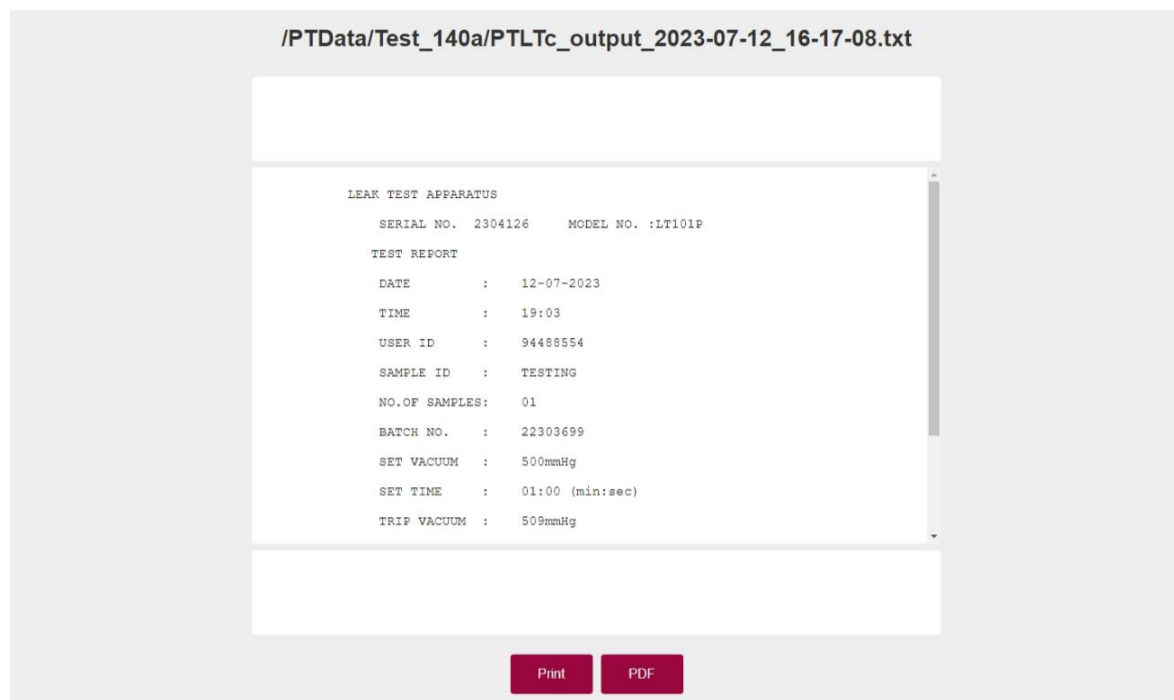 /PTData/Test_140a/PTLTc_output_2023-07-12_16-17-08.txt
LEAK TEST APPARATUS
SERIAL NO. 2304126 MODEL NO. :LT101P
TEST REPORT
DATE : 12-07-2023
TIME : 19:03
USER ID : 94488554
SAMPLE ID : TESTING
NO.OF SAMPLES: 01
BATCH NO. : 22303699
SET VACUUM : 500mmHg
SET TIME : 01:00 (min:sec)
TRIP VACUUM : 509mmHg
Print PDF